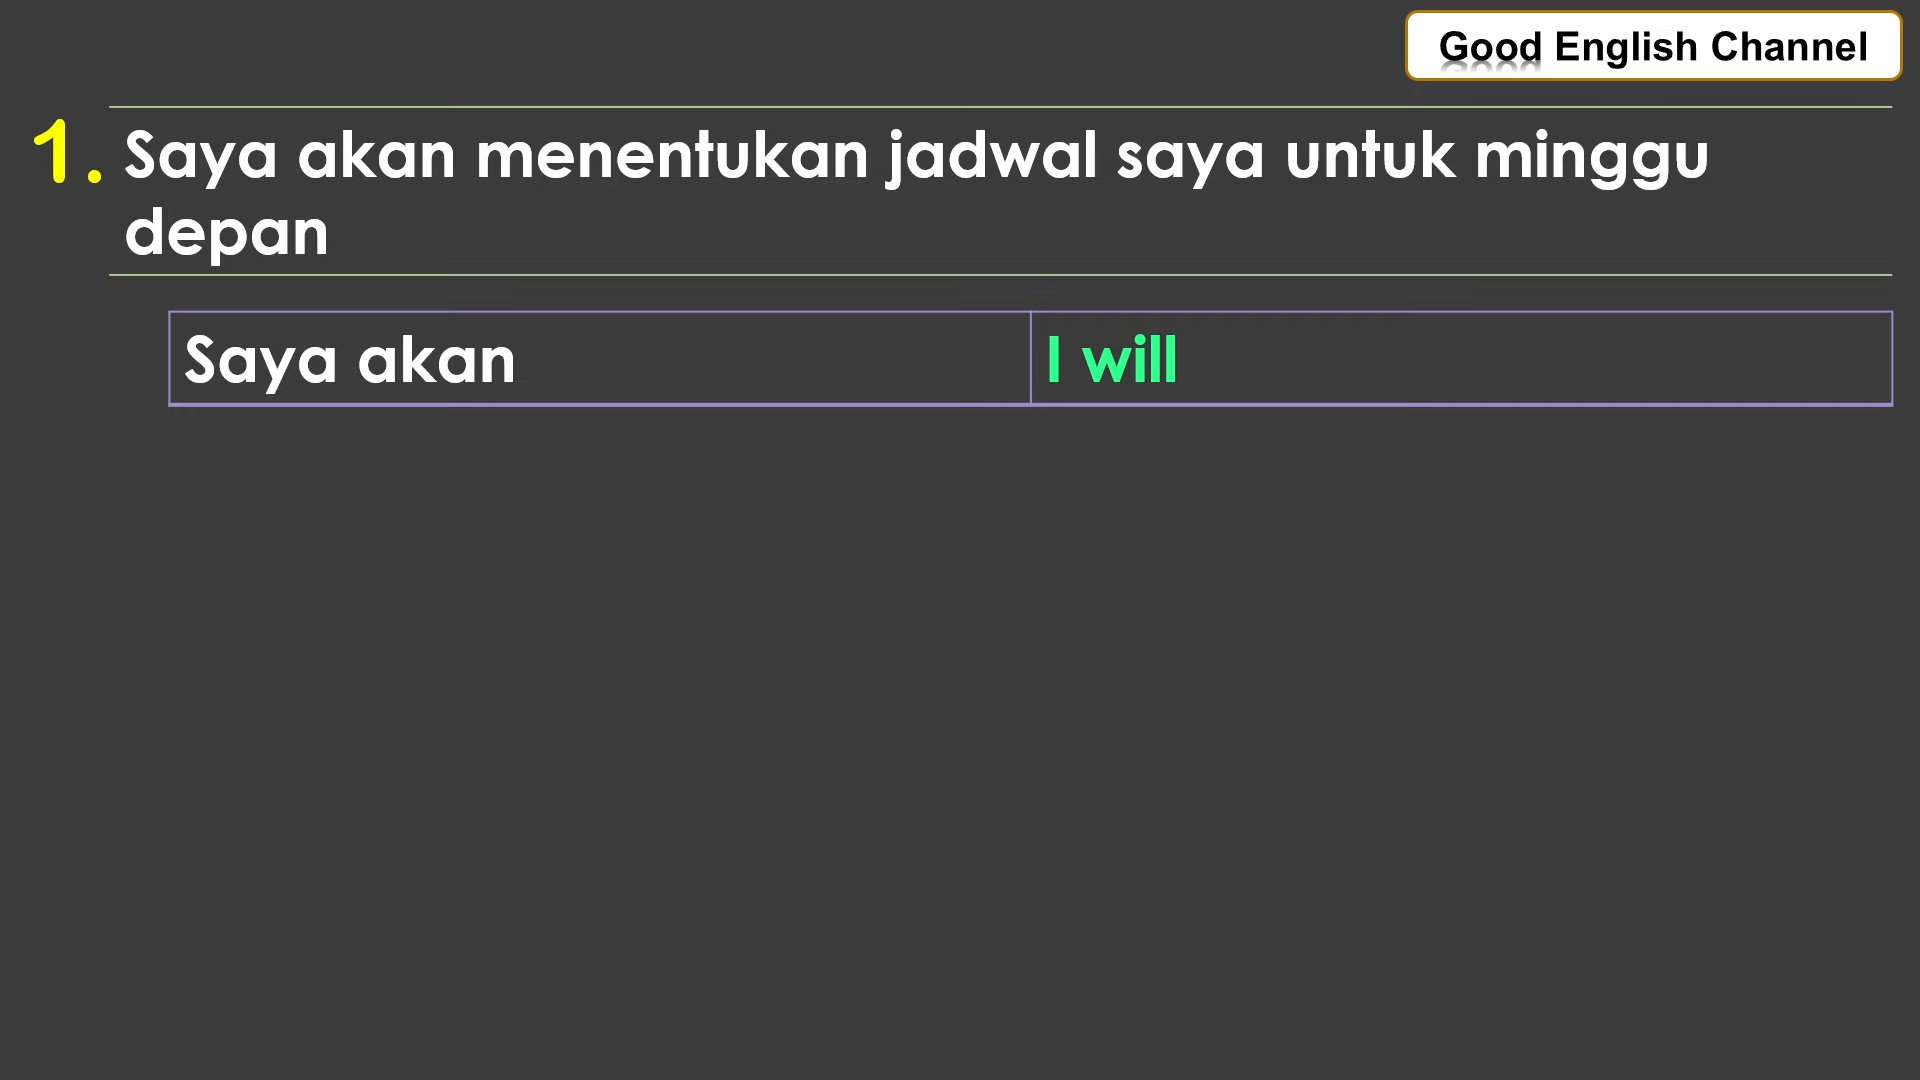 Good English Channel
1. Saya akan menentukan jadwal saya untuk minggu
depan
Saya akan
I will